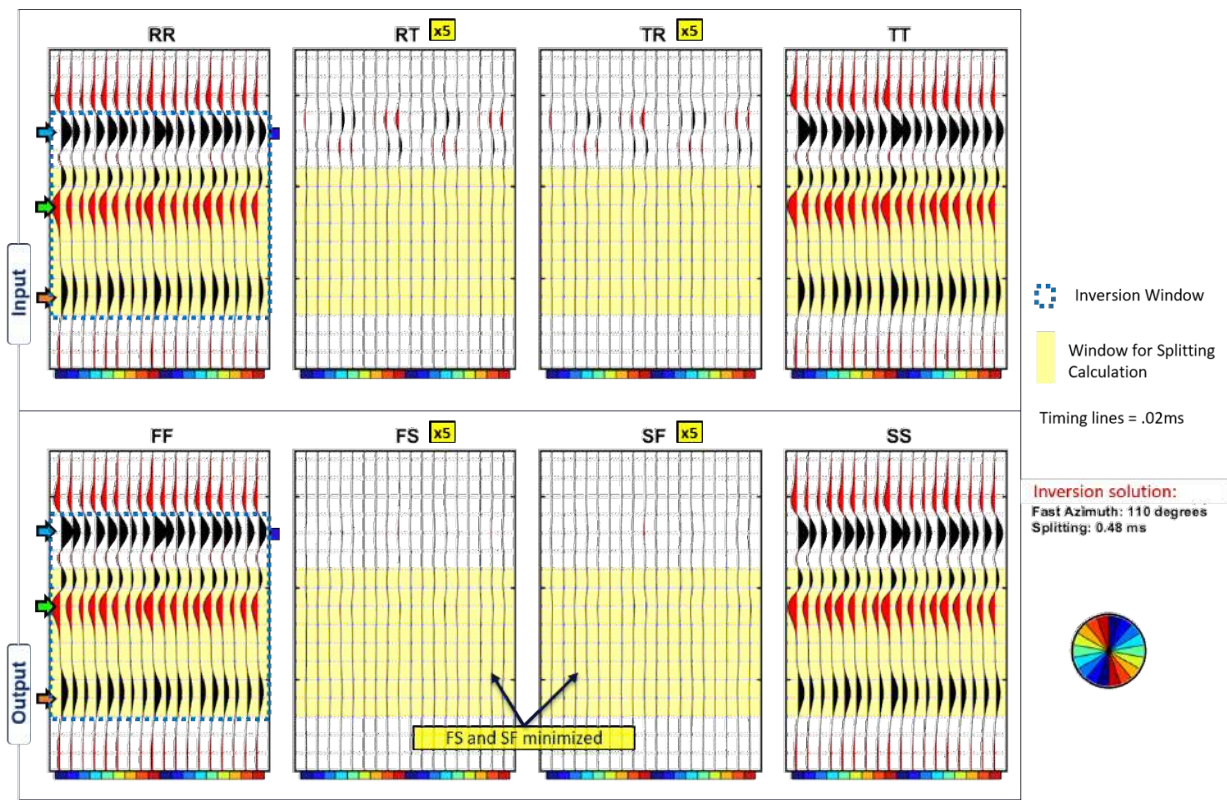 RR
RT
x5
TR
x5
TT
Input
Inversion Window
Window for Splitting
Calculation
Timing lines = .02ms
FF
FS
x5
SF
x5
SS
Output
FS and SF minimized
Inversion solution:
Fast Azimuth: 110 degrees
Splitting: 0.48 ms